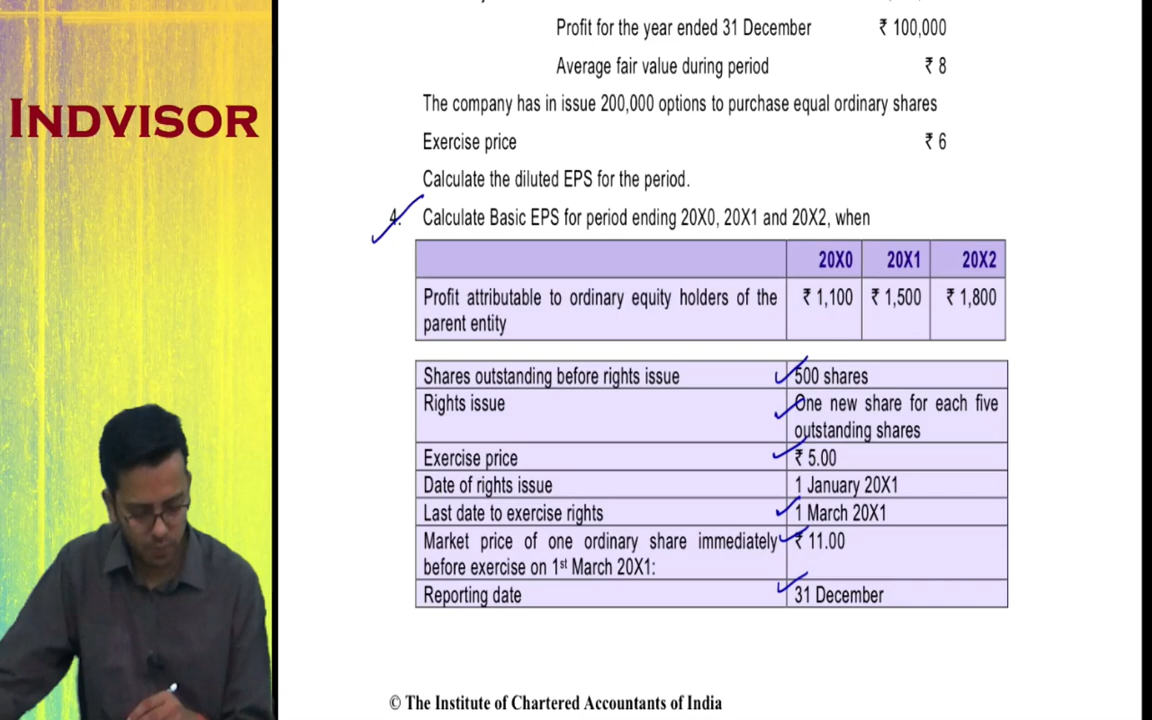 Profit for the year ended 31 December ₹ 100,000
Average fair value during period ₹ 8
The company has in issue 200,000 options to purchase equal ordinary shares
Exercise price ₹ 6
Calculate the diluted EPS for the period.
4. Calculate Basic EPS for period ending 20X0, 20X1 and 20X2, when
20X0 20X1 20X2
Profit attributable to ordinary equity holders of the ₹ 1,100 ₹ 1,500 ₹ 1,800
parent entity
Shares outstanding before rights issue 500 shares
Rights issue One new share for each five
outstanding shares
Exercise price ₹ 5.00
Date of rights issue 1 January 20X1
Last date to exercise rights 1 March 20X1
Market price of one ordinary share immediately ₹ 11.00
before exercise on 1st March 20X1:
Reporting date 31 December
© The Institute of Chartered Accountants of India
INDVISOR